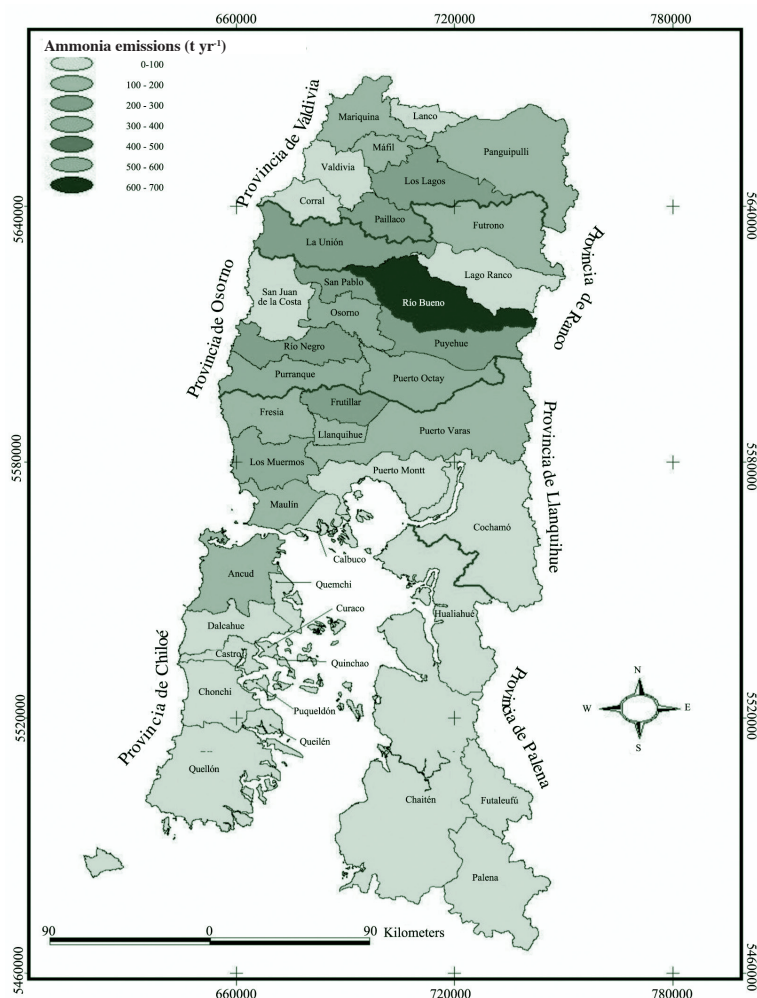 660000 720000 780000
Ammonia emissions (t yr-1)
0-100
100 - 200
200 - 300
300 - 400
400 - 500
500 - 600
600 - 700
Provincia de Valdivia
Mariquina
Lanco
Máfil
Panguipulli
Valdivia
Los Lagos
Corral
Paillaco
Futrono
La Unión
5640000
5640000
Provincia de Ranco
Lago Ranco
San Pablo
San Juan
de la Costa
Río Bueno
Osorno
Provincia de Osorno
Río Negro
Puyehue
Purranque
Puerto Octay
Frutillar
Fresia
Llanquihue
Puerto Varas
Provincia de Llanquihue
5580000
5580000
Los Muermos
Puerto Montt
Maulín
Cochamó
Calbuco
Ancud
Quemchi
Curaco
Hualiahué
Dalcahue
Castro
Quinchao
Provincia de Chiloé
Chonchi
Puqueldón
Provincia de Palena
N
W E
S
5520000
5520000
Queilén
Quellón
Chaitén
Futaleufú
Palena
90 0 90 Kilometers
5460000
5460000
660000 720000 780000